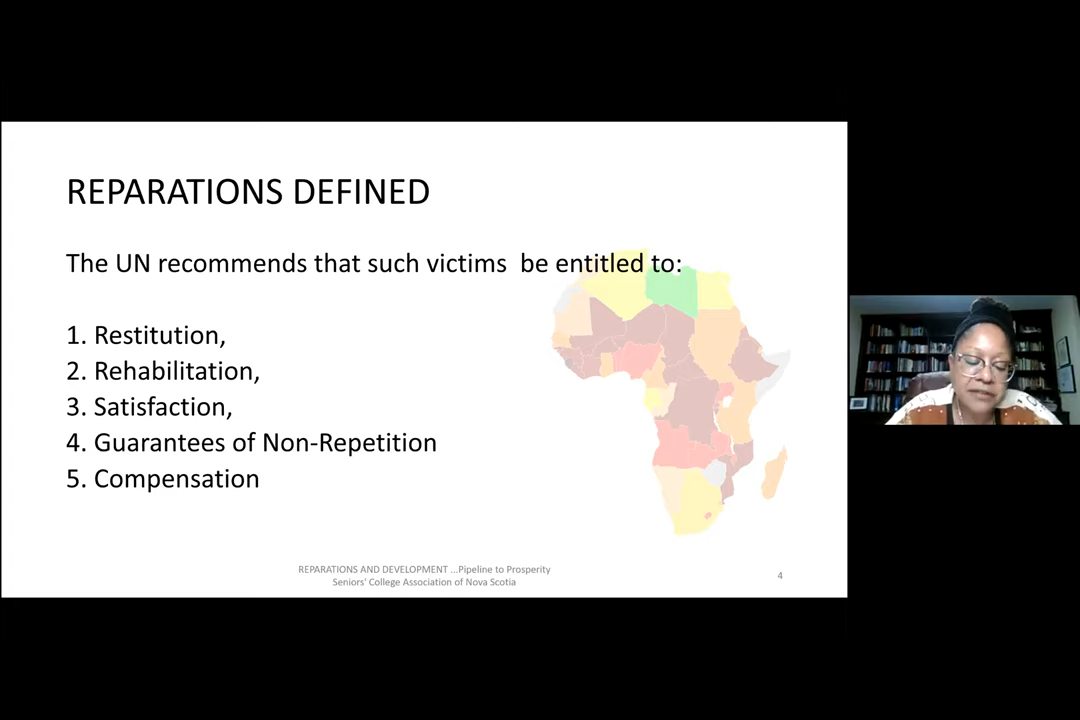 REPARATIONS DEFINED
The UN recommends that such victims  be entitled to:
1. Restitution,
2. Rehabilitation,
3. Satisfaction,
4. Guarantees of Non-Repetition
5. Compensation
REPARATIONS AND DEVELOPMENT ...Pipeline to Prosperity
Seniors' College Association of Nova Scotia
4